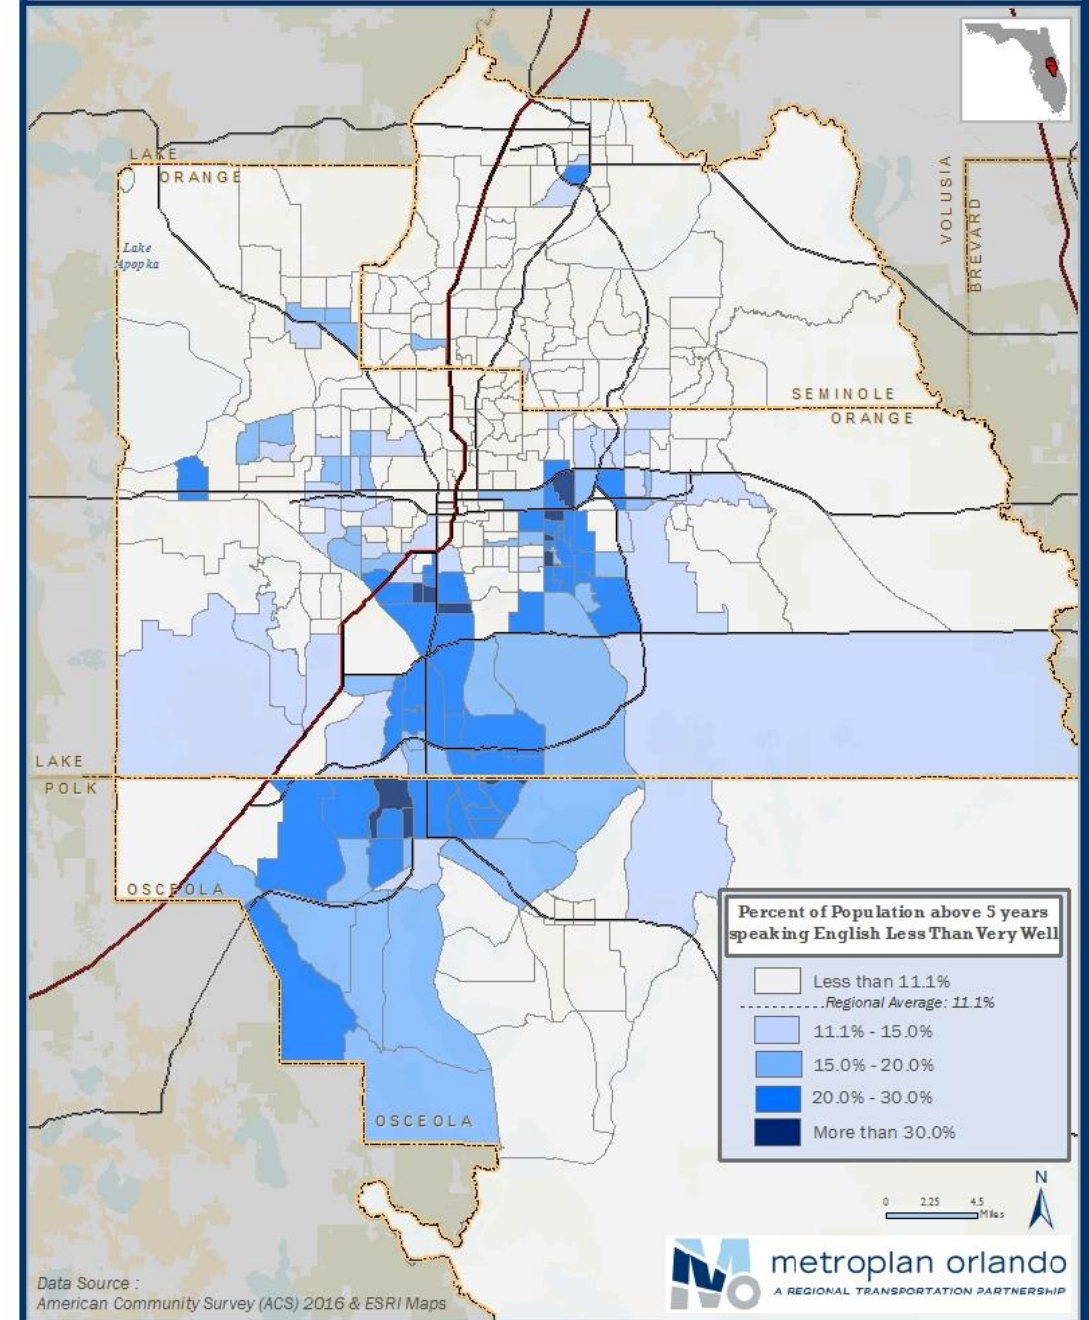 LAKE
ORANGE
Lake
Apopka
VOLUSIA
BREVARD
SEMINOLE
ORANGE
LAKE
POLK
OSCEOLA
OSCEOLA
Percent of Population above 5 years
speaking English Less Than Very Well
Less than 11.1%
Regional Average: 11.1%
11.1% - 15.0%
15.0% - 20.0%
20.0% - 30.0%
More than 30.0%
N
0 2.25 4.5
Miles
metroplan orlando
A REGIONAL TRANSPORTATION PARTNERSHIP
Data Source :
American Community Survey (ACS) 2016 & ESRI Maps